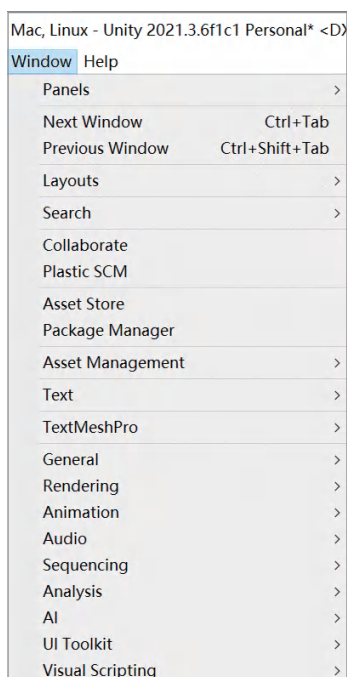 Mac, Linux - Unity 2021.3.6f1c1 Personal* <DX
Window Help
Panels >
Next Window Ctrl+Tab
Previous Window Ctrl+Shift+Tab
Layouts >
Search >
Collaborate
Plastic SCM
Asset Store
Package Manager
Asset Management >
Text >
TextMeshPro >
General >
Rendering >
Animation >
Audio >
Sequencing >
Analysis >
AI >
UI Toolkit >
Visual Scripting >